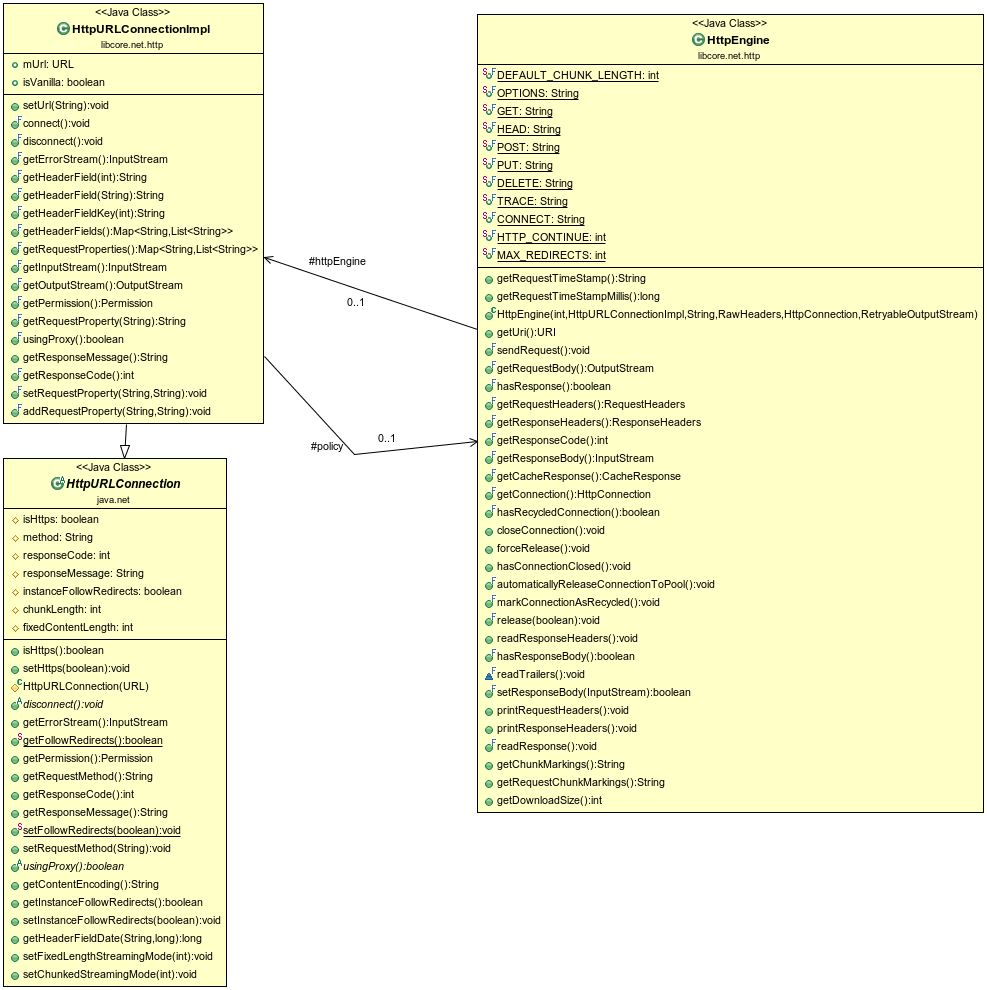 <<Java Class>>
HttpURLConnectionImpl
libcore.net.http
mUrl: URL
isVanilla: boolean
setUrl(String):void
connect():void
disconnect():void
getErrorStream():InputStream
getHeaderField(int):String
getHeaderField(String):String
getHeaderFieldKey(int):String
getHeaderFields():Map<String,List<String>>
getRequestProperties():Map<String,List<String>>
getInputStream():InputStream
getOutputStream():OutputStream
getPermission():Permission
getRequestProperty(String):String
usingProxy():boolean
getResponseMessage():String
getResponseCode():int
setRequestProperty(String,String):void
addRequestProperty(String,String):void
<<Java Class>>
HttpURLConnection
java.net
isHttps: boolean
method: String
responseCode: int
responseMessage: String
instanceFollowRedirects: boolean
chunkLength: int
fixedContentLength: int
isHttps():boolean
setHttps(boolean):void
HttpURLConnection(URL)
disconnect():void
getErrorStream():InputStream
getFollowRedirects():boolean
getPermission():Permission
getRequestMethod():String
getResponseCode():int
getResponseMessage():String
setFollowRedirects(boolean):void
setRequestMethod(String):void
usingProxy():boolean
getContentEncoding():String
getInstanceFollowRedirects():boolean
setInstanceFollowRedirects(boolean):void
getHeaderFieldDate(String,long):long
setFixedLengthStreamingMode(int):void
setChunkedStreamingMode(int):void
#httpEngine
0..1
#policy
0..1
<<Java Class>>
HttpEngine
libcore.net.http
DEFAULT_CHUNK_LENGTH: int
OPTIONS: String
GET: String
HEAD: String
POST: String
PUT: String
DELETE: String
TRACE: String
CONNECT: String
HTTP_CONTINUE: int
MAX_REDIRECTS: int
getRequestTimeStamp():String
getRequestTimeStampMillis():long
HttpEngine(int,HttpURLConnectionImpl,String,RawHeaders,HttpConnection,RetryableOutputStream)
getUri():URI
sendRequest():void
getRequestBody():OutputStream
hasResponse():boolean
getRequestHeaders():RequestHeaders
getResponseHeaders():ResponseHeaders
getResponseCode():int
getResponseBody():InputStream
getCacheResponse():CacheResponse
getConnection():HttpConnection
hasRecycledConnection():boolean
closeConnection():void
forceRelease():void
hasConnectionClosed():void
automaticallyReleaseConnectionToPool():void
markConnectionAsRecycled():void
release(boolean):void
readResponseHeaders():void
hasResponseBody():boolean
readTrailers():void
setResponseBody(InputStream):boolean
printRequestHeaders():void
printResponseHeaders():void
readResponse():void
getChunkMarkings():String
getRequestChunkMarkings():String
getDownloadSize():int